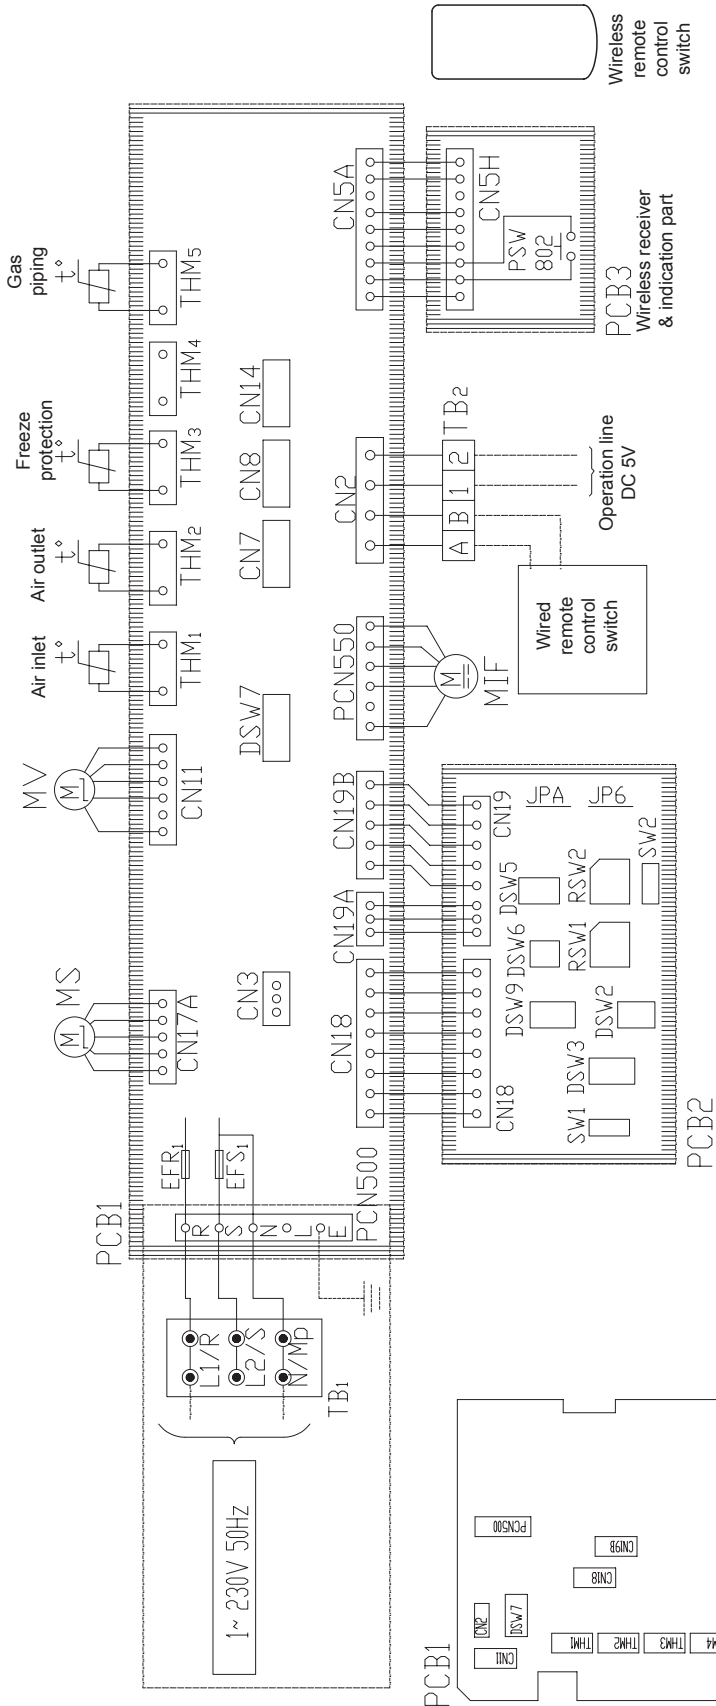 Wireless
remote
control
switch
Gas
piping
t°
THM5
THM4
Freeze
protection
t°
THM3
Air outlet
t°
THM2
Air inlet
t°
THM1
MV
M
CN11
MS
M
CN17A
CN14
CN8
CN7
DSW7
CN3
EFR1
EFS1
PCB1
R
S
N
L
E
PCN500
L1/R
L2/S
N/MP
TB1
1~ 230V 50Hz
CN5A
CN5H
PSW
802
PCB3
Wireless receiver
& indication part
CN2
TB2
A
B
1
2
Operation line
DC 5V
Wired
remote
control
switch
PCN550
M
MIF
CN19B
CN19A
CN18
CN19
CN18
JPA
JP6
DSW5
RSW2
SW2
DSW6
RSW1
DSW9
DSW2
DSW3
SW1
PCB2
PCB1
PCN500
CN19B
CN18
CN2
DSW7
CN11
THM1
THM2
THM3